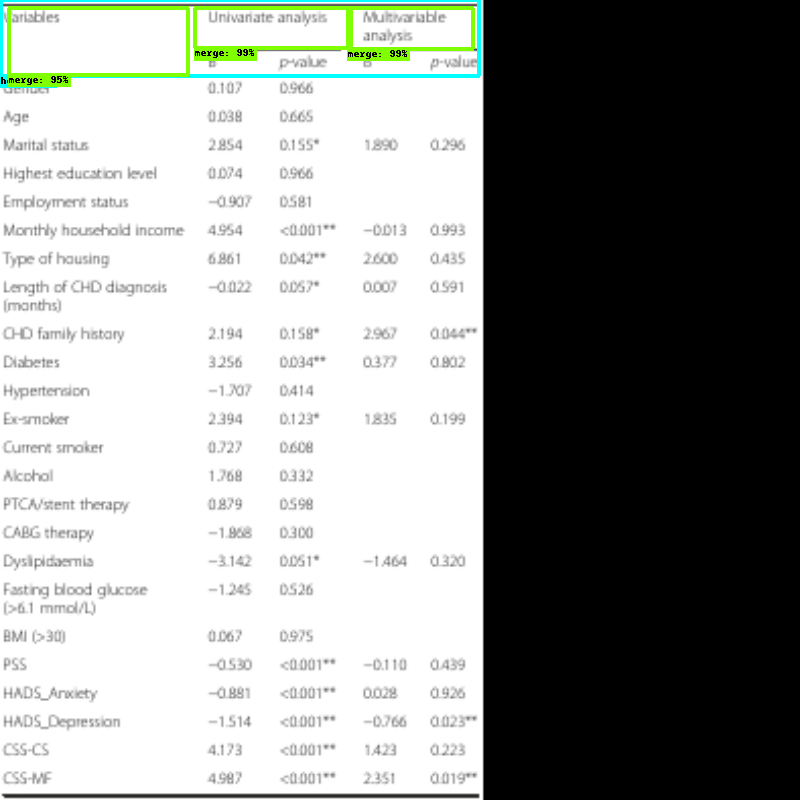 Variables Univariate analysis Multivariable
analysis
merge: 99% merge: 99%
B p-value B p-value
merge: 95%
Gender 0.107 0.966
Age 0.038 0.665
Marital status 2.854 0.155* 1.890 0.296
Highest education level 0.074 0.966
Employment status −0.907 0.581
Monthly household income 4.954 <0.001** −0.013 0.993
Type of housing 6.861 0.042** 2.600 0.435
Length of CHD diagnosis −0.022 0.057* 0.007 0.591
(months)
CHD family history 2.194 0.158* 2.967 0.044**
Diabetes 3.256 0.034** 0.377 0.802
Hypertension −1.707 0.414
Ex-smoker 2.394 0.123* 1.835 0.199
Current smoker 0.727 0.608
Alcohol 1.768 0.332
PTCA/stent therapy 0.879 0.598
CABG therapy −1.868 0.300
Dyslipidaemia −3.142 0.051* −1.464 0.320
Fasting blood glucose −1.245 0.526
(>6.1 mmol/L)
BMI (>30) 0.067 0.975
PSS −0.530 <0.001** −0.110 0.439
HADS_Anxiety −0.881 <0.001** 0.028 0.926
HADS_Depression −1.514 <0.001** −0.766 0.023**
CSS-CS 4.173 <0.001** 1.423 0.223
CSS-MF 4.987 <0.001** 2.351 0.019**